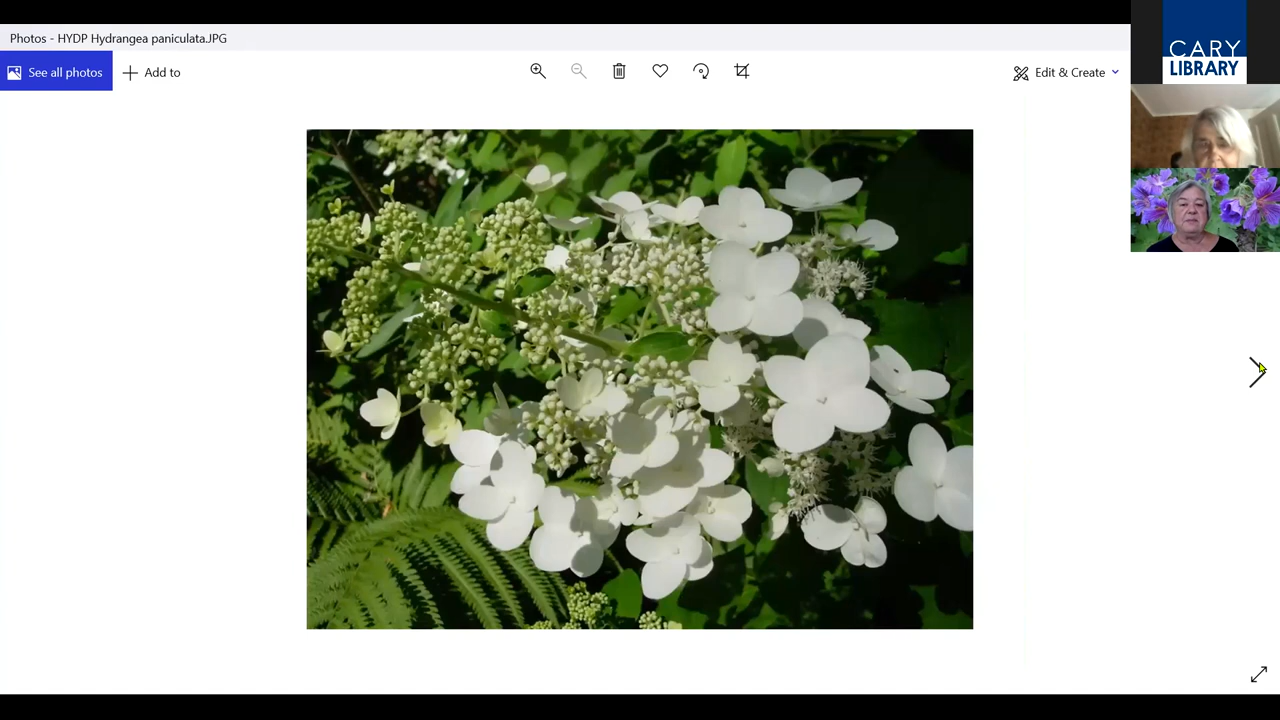 Photos - HYDP Hydrangea paniculata.JPG
See all photos
Add to
Edit & Create
CARY
LIBRARY